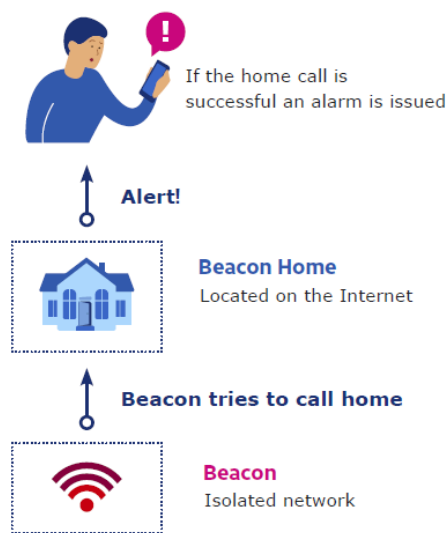 !
If the home call is
successful an alarm is issued
Alert!
Beacon Home
Located on the Internet
Beacon tries to call home
Beacon
Isolated network